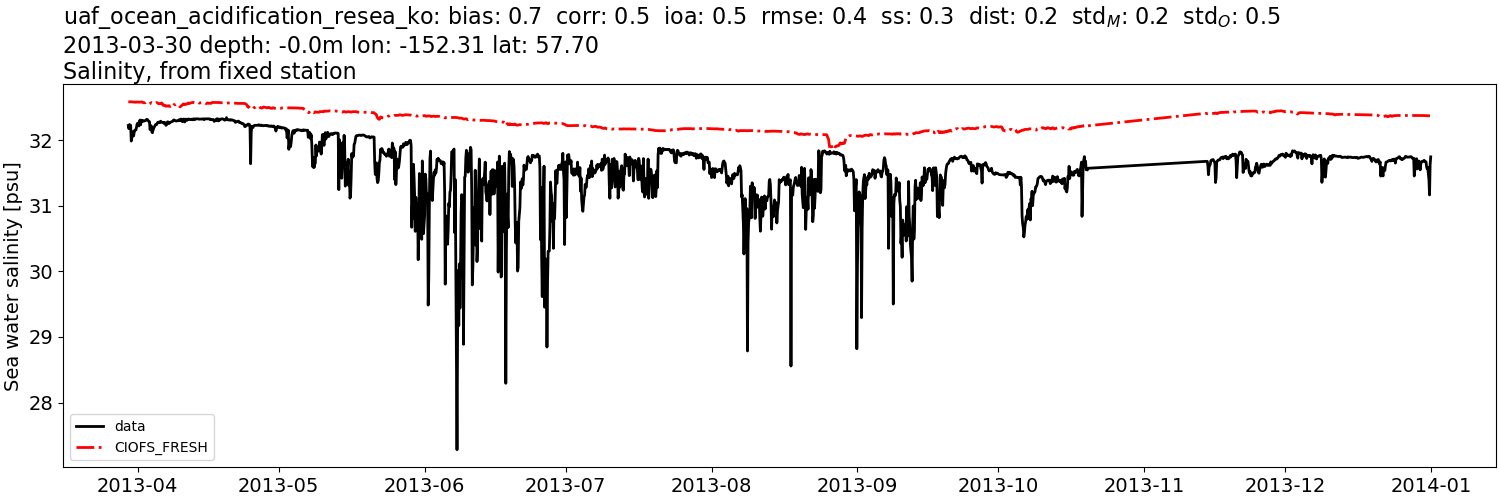 uaf_ocean_acidification_resea_ko: bias: 0.7 corr: 0.5 ioa: 0.5 rmse: 0.4 ss: 0.3 dist: 0.2 std_M: 0.2 std_O: 0.5
2013-03-30 depth: -0.0m lon: -152.31 lat: 57.70
Salinity, from fixed station
Sea water salinity [psu]
32
31
30
29
28
data
CIOFS_FRESH
2013-04 2013-05 2013-06 2013-07 2013-08 2013-09 2013-10 2013-11 2013-12 2014-01